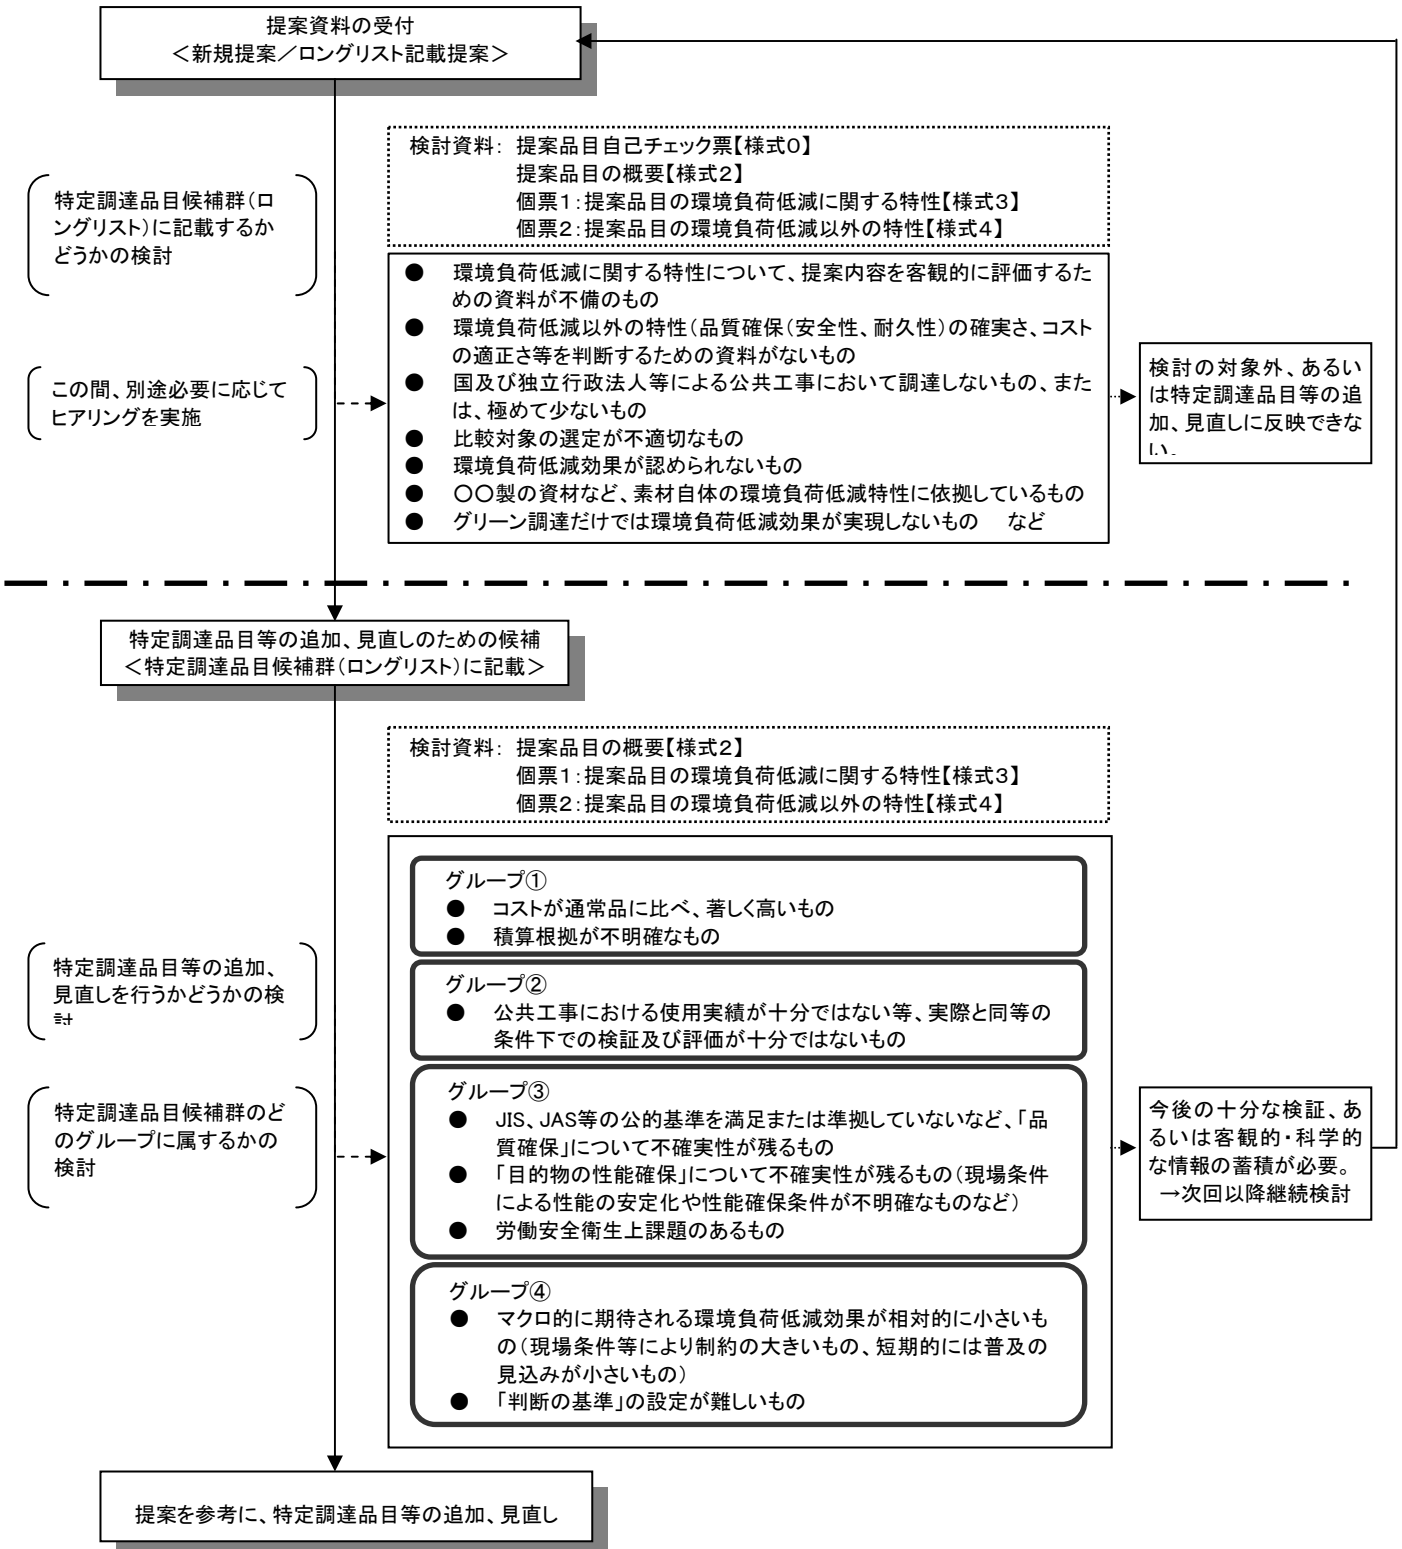 提案資料の受付
＜新規提案／ロングリスト記載提案＞
検討資料: 提案品目自己チェック票【様式0】
提案品目の概要【様式2】
個票1:提案品目の環境負荷低減に関する特性【様式3】
個票2:提案品目の環境負荷低減以外の特性【様式4】
特定調達品目候補群(ロ
ングリスト)に記載するか
どうかの検討
● 環境負荷低減に関する特性について、提案内容を客観的に評価するた
めの資料が不備のもの
● 環境負荷低減以外の特性(品質確保(安全性、耐久性)の確実さ、コスト
の適正さ等を判断するための資料がないもの
● 国及び独立行政法人等による公共工事において調達しないもの、また
は、極めて少ないもの
● 比較対象の選定が不適切なもの
● 環境負荷低減効果が認められないもの
● 〇〇製の資材など、素材自体の環境負荷低減特性に依拠しているもの
● グリーン調達だけでは環境負荷低減効果が実現しないもの など
この間、別途必要に応じて
ヒアリングを実施
検討の対象外、あるい
は特定調達品目等の追
加、見直しに反映できな
い。
特定調達品目等の追加、見直しのための候補
＜特定調達品目候補群(ロングリスト)に記載＞
検討資料: 提案品目の概要【様式2】
個票1:提案品目の環境負荷低減に関する特性【様式3】
個票2:提案品目の環境負荷低減以外の特性【様式4】
グループ①
● コストが通常品に比べ、著しく高いもの
● 積算根拠が不明確なもの
特定調達品目等の追加、
見直しを行うかどうかの検
討
グループ②
● 公共工事における使用実績が十分ではない等、実際と同等の
条件下での検証及び評価が十分ではないもの
特定調達品目候補群のど
のグループに属するかの
検討
グループ③
● JIS、JAS等の公的基準を満足または準拠していないなど、「品
質確保」について不確実性が残るもの
● 「目的物の性能確保」について不確実性が残るもの(現場条件
による性能の安定化や性能確保条件が不明確なものなど)
● 労働安全衛生上課題のあるもの
今後の十分な検証、あ
るいは客観的・科学的
な情報の蓄積が必要。
→次回以降継続検討
グループ④
● マクロ的に期待される環境負荷低減効果が相対的に小さいも
の(現場条件等により制約の大きいもの、短期的には普及の
見込みが小さいもの)
● 「判断の基準」の設定が難しいもの
提案を参考に、特定調達品目等の追加、見直し